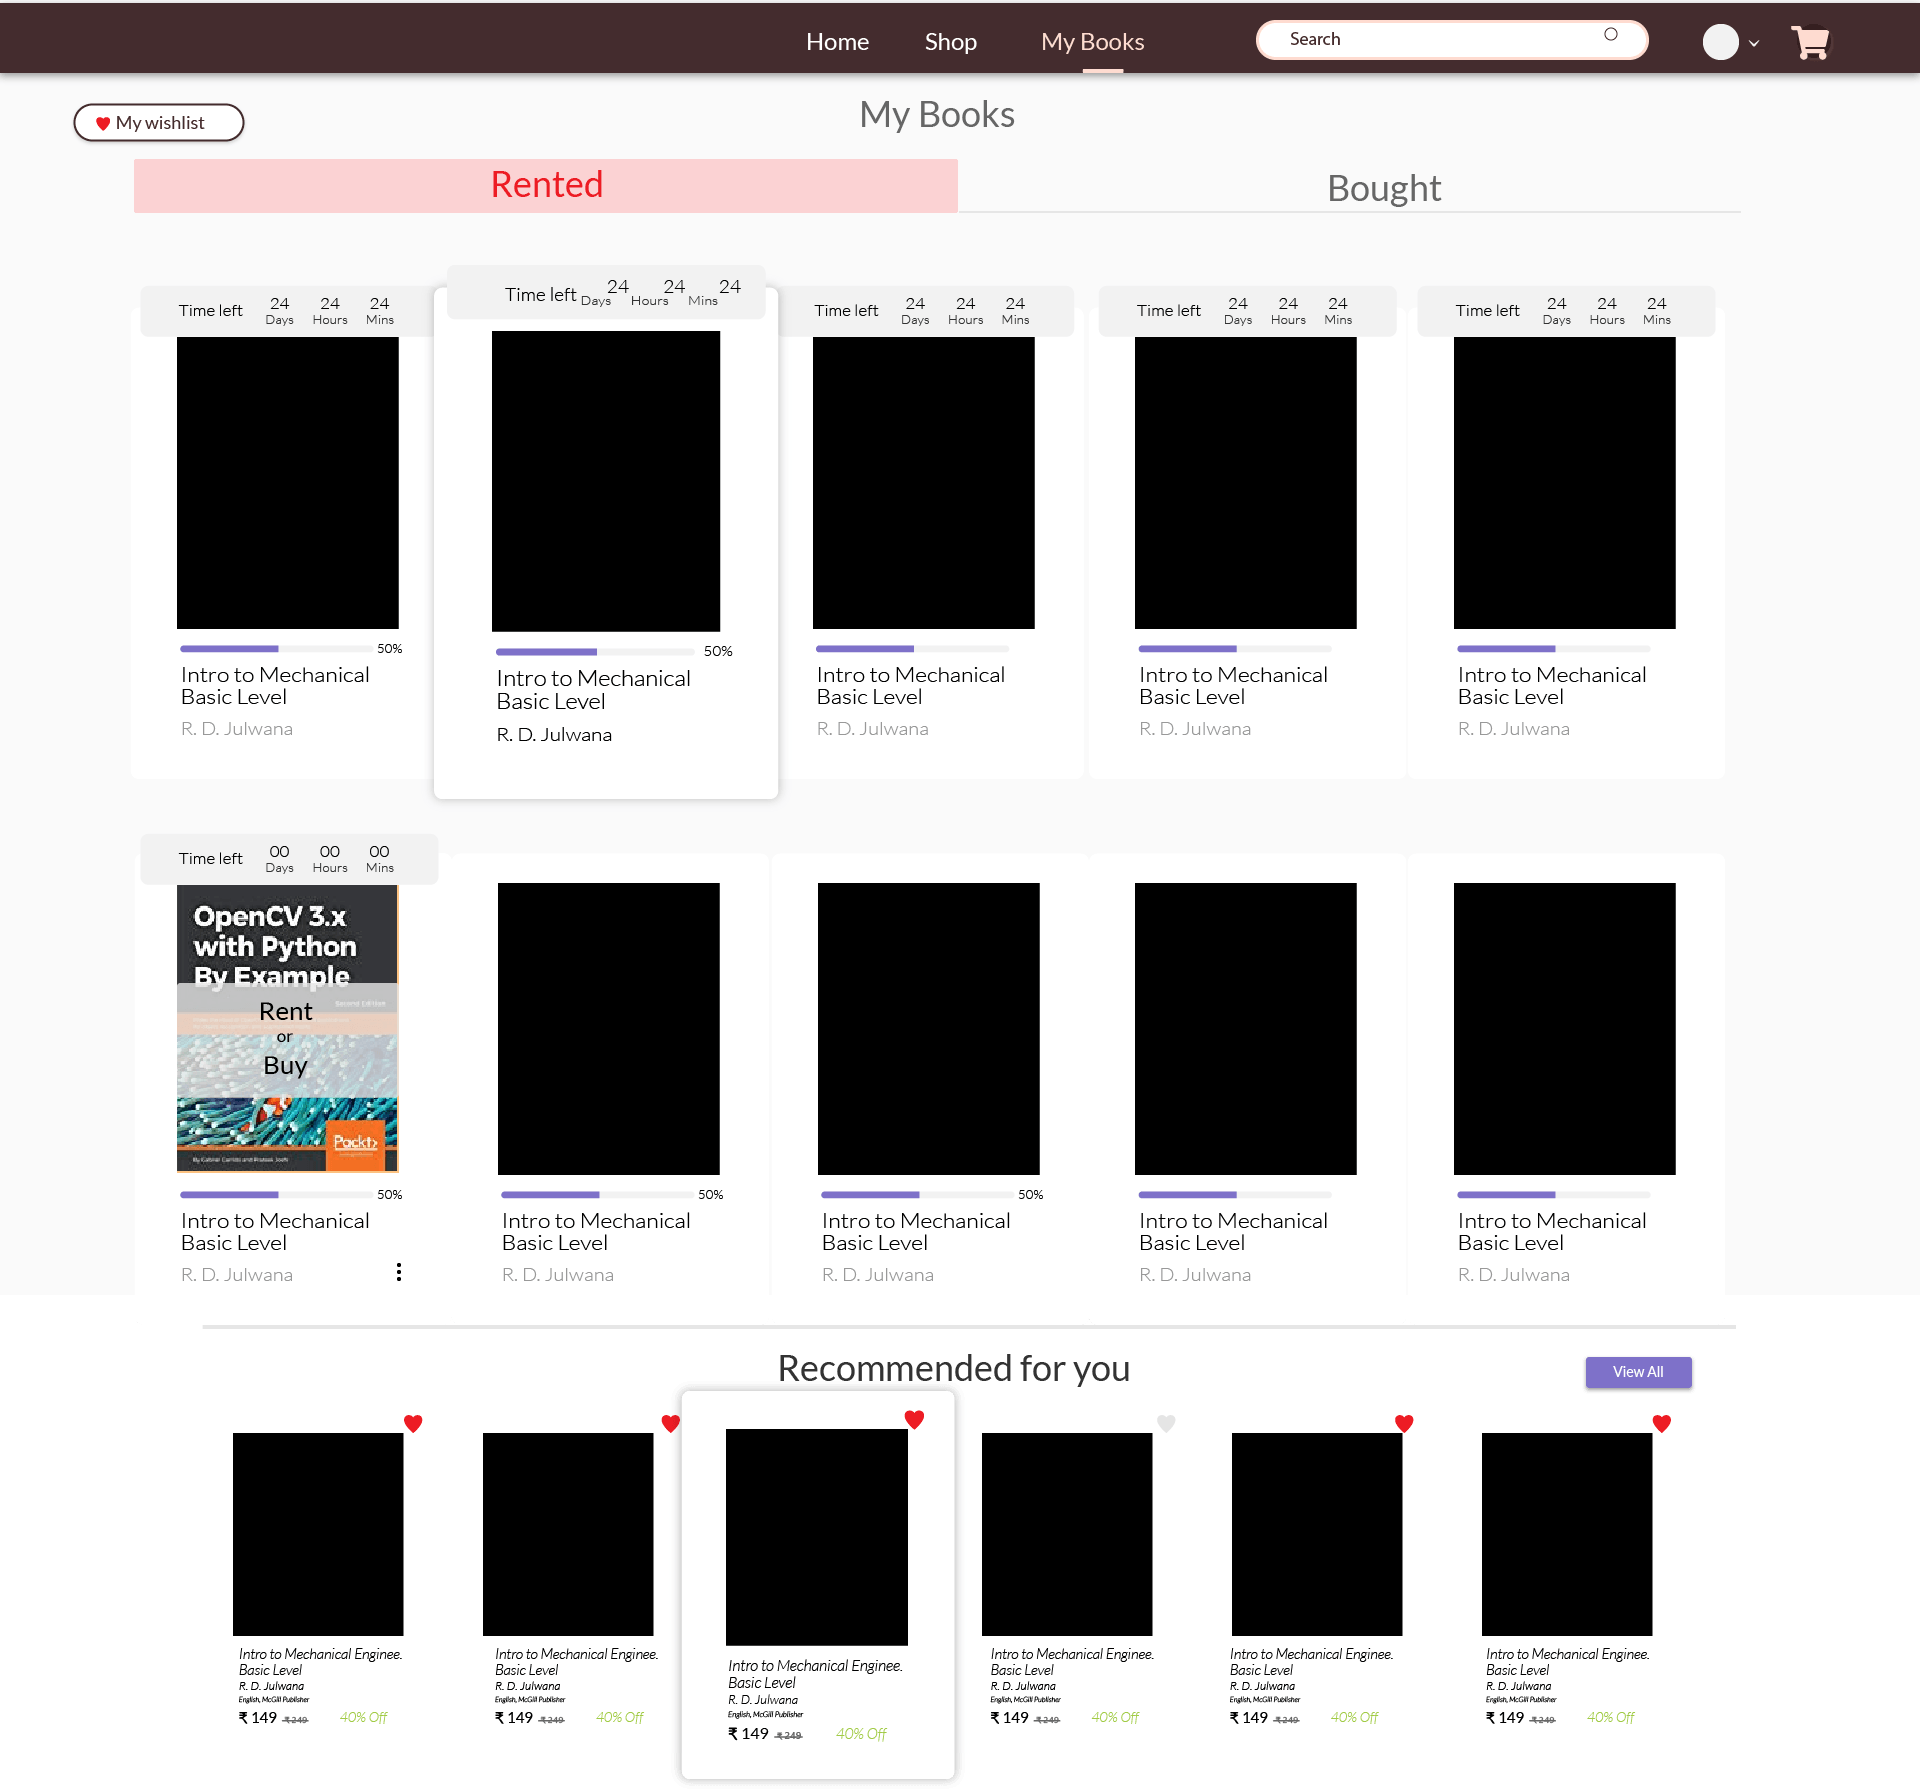 Home Shop My Books Search
My wishlist
My Books
Rented Bought
Time left 24 Days 24 Hours 24 Mins
Time left 24 Days 24 Hours 24 Mins
Time left 24 Days 24 Hours 24 Mins
Time left 24 Days 24 Hours 24 Mins
Time left 24 Days 24 Hours 24 Mins
50%
Intro to Mechanical
Basic Level
R. D. Julwana
50%
Intro to Mechanical
Basic Level
R. D. Julwana
Intro to Mechanical
Basic Level
R. D. Julwana
Intro to Mechanical
Basic Level
R. D. Julwana
Intro to Mechanical
Basic Level
R. D. Julwana
Time left 00 Days 00 Hours 00 Mins
OpenCV 3.x
with Python
By Example
Second Edition
Rent
or
Buy
Packt>
By Gabriel Garrido and Prateek Joshi
50%
Intro to Mechanical
Basic Level
R. D. Julwana
50%
Intro to Mechanical
Basic Level
R. D. Julwana
50%
Intro to Mechanical
Basic Level
R. D. Julwana
Intro to Mechanical
Basic Level
R. D. Julwana
Intro to Mechanical
Basic Level
R. D. Julwana
Recommended for you
View All
Intro to Mechanical Enginee.
Basic Level
R. D. Julwana
English, McGill Publisher
₹ 149 ₹ 249 40% Off
Intro to Mechanical Enginee.
Basic Level
R. D. Julwana
English, McGill Publisher
₹ 149 ₹ 249 40% Off
Intro to Mechanical Enginee.
Basic Level
R. D. Julwana
English, McGill Publisher
₹ 149 ₹ 249 40% Off
Intro to Mechanical Enginee.
Basic Level
R. D. Julwana
English, McGill Publisher
₹ 149 ₹ 249 40% Off
Intro to Mechanical Enginee.
Basic Level
R. D. Julwana
English, McGill Publisher
₹ 149 ₹ 249 40% Off
Intro to Mechanical Enginee.
Basic Level
R. D. Julwana
English, McGill Publisher
₹ 149 ₹ 249 40% Off